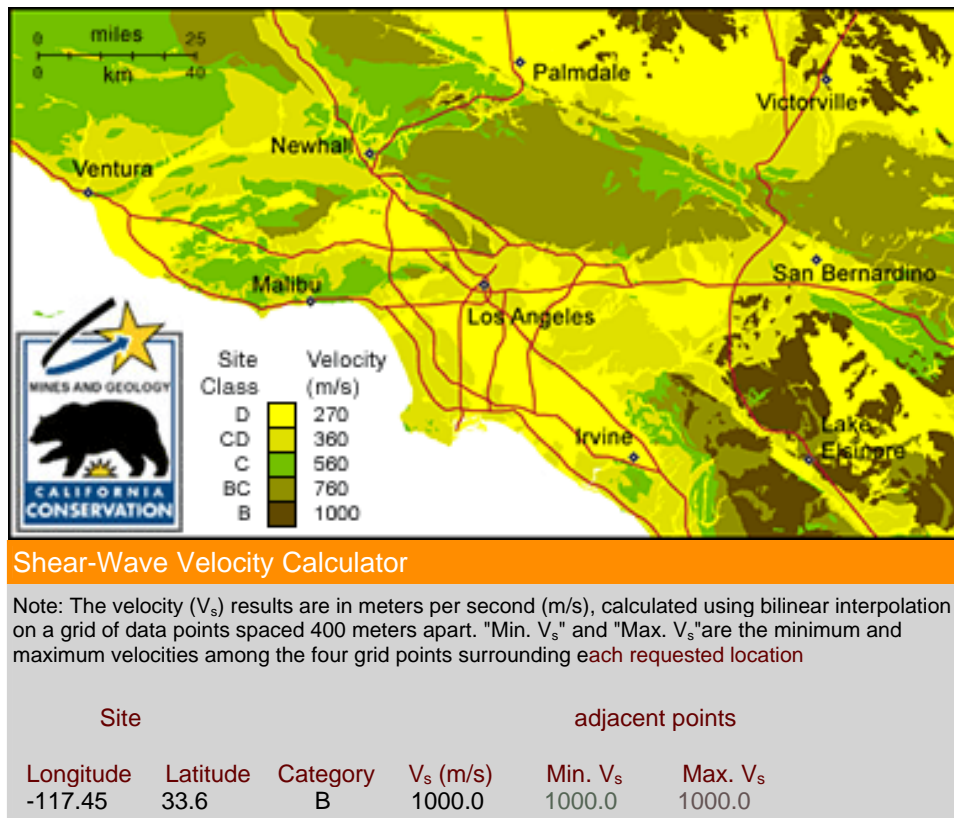 0 miles 25
0 km 40
Palmdale
Victorville
Newhall
Ventura
San Bernardino
Malibu
Los Angeles
Irvine
Lake
Elsinore
MINES AND GEOLOGY
CALIFORNIA
CONSERVATION
Site Velocity
Class (m/s)
D 270
CD 360
C 560
BC 760
B 1000
Shear-Wave Velocity Calculator
Note: The velocity (Vs) results are in meters per second (m/s), calculated using bilinear interpolation
on a grid of data points spaced 400 meters apart. "Min. Vs" and "Max. Vs"are the minimum and
maximum velocities among the four grid points surrounding each requested location
Site adjacent points
Longitude Latitude Category Vs (m/s) Min. Vs Max. Vs
-117.45 33.6 B 1000.0 1000.0 1000.0